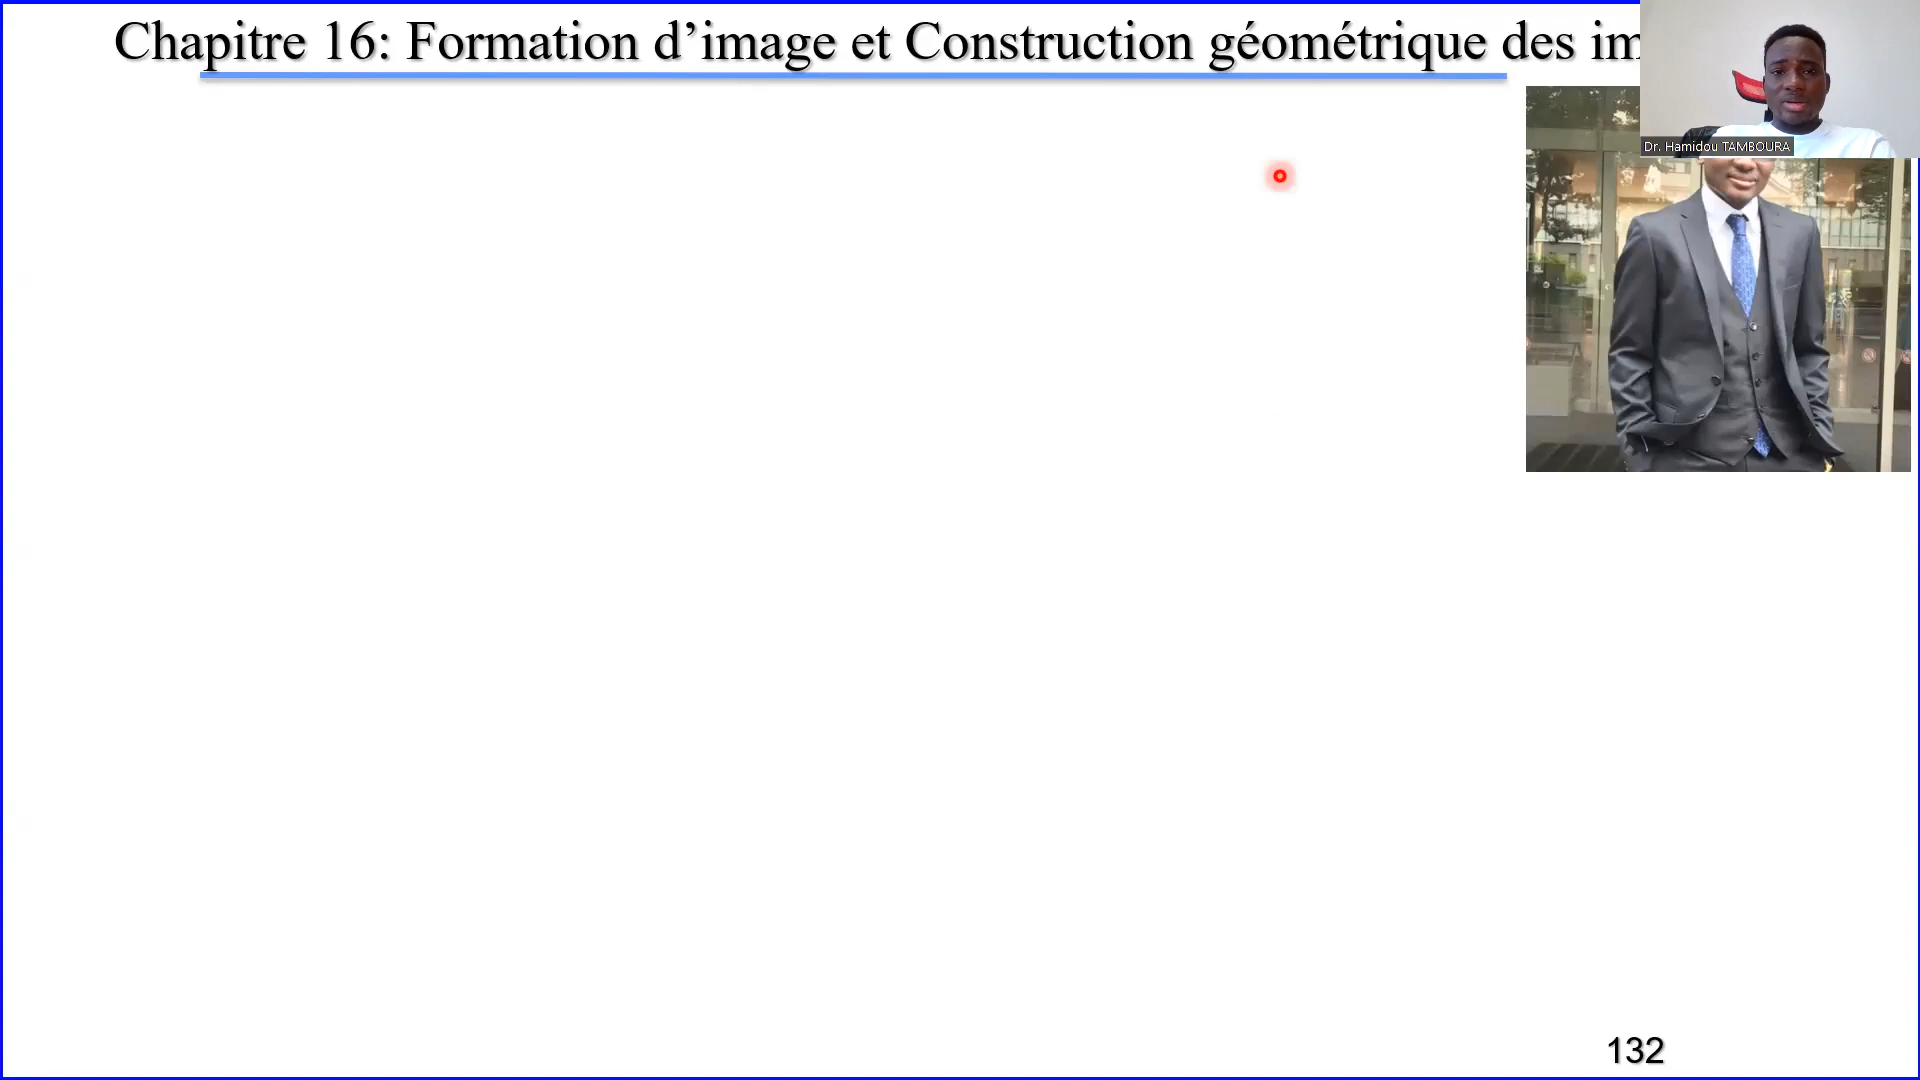 Chapitre 16: Formation d’image et Construction géométrique des im
Dr. Hamidou TAMBOURA
132